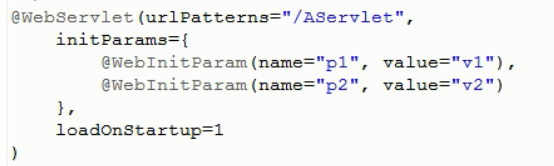 @WebServlet(urlPatterns="/AServlet",
    initParams={
        @WebInitParam(name="p1", value="v1"),
        @WebInitParam(name="p2", value="v2")
    },
    loadOnStartup=1
)